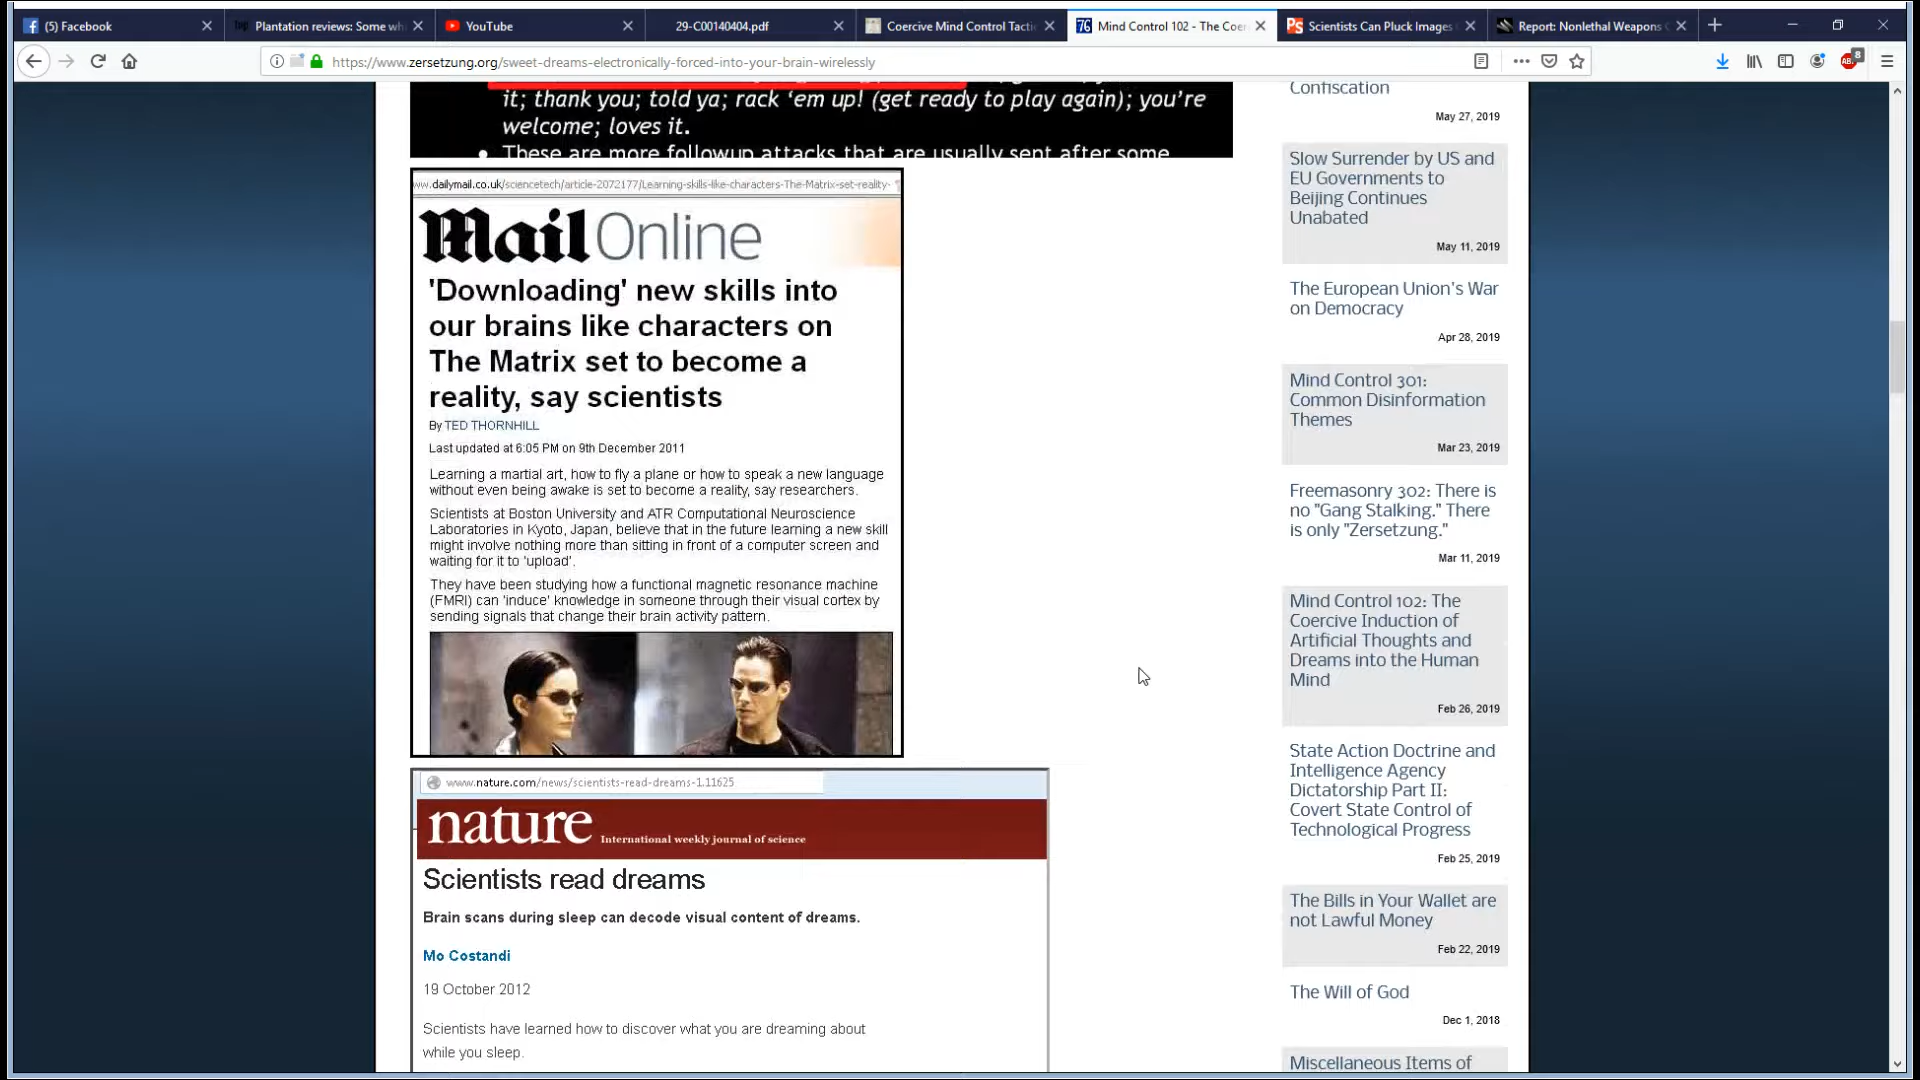 (5) Facebook
Plantation reviews: Some wh
YouTube
29-C00140404.pdf
Coercive Mind Control Tacti
Mind Control 102 - The Coer
Scientists Can Pluck Images
Report: Nonlethal Weapons
https://www.zersetzung.org/sweet-dreams-electronically-forced-into-your-brain-wirelessly
8
it; thank you; told ya; rack 'em up! (get ready to play again); you're
welcome; loves it.
• These are more followup attacks that are usually sent after some
ww.dailymail.co.uk/sciencetech/article-2072177/Learning-skills-like-characters-The-Matrix-set-reality-
Mail Online
'Downloading' new skills into
our brains like characters on
The Matrix set to become a
reality, say scientists
By TED THORNHILL
Last updated at 6:05 PM on 9th December 2011
Learning a martial art, how to fly a plane or how to speak a new language
without even being awake is set to become a reality, say researchers.
Scientists at Boston University and ATR Computational Neuroscience
Laboratories in Kyoto, Japan, believe that in the future learning a new skill
might involve nothing more than sitting in front of a computer screen and
waiting for it to 'upload'.
They have been studying how a functional magnetic resonance machine
(FMRI) can 'induce' knowledge in someone through their visual cortex by
sending signals that change their brain activity pattern.
www.nature.com/news/scientists-read-dreams-1.11625
nature International weekly journal of science
Scientists read dreams
Brain scans during sleep can decode visual content of dreams.
Mo Costandi
19 October 2012
Scientists have learned how to discover what you are dreaming about
while you sleep.
Confiscation
May 27, 2019
Slow Surrender by US and
EU Governments to
Beijing Continues
Unabated
May 11, 2019
The European Union's War
on Democracy
Apr 28, 2019
Mind Control 301:
Common Disinformation
Themes
Mar 23, 2019
Freemasonry 302: There is
no "Gang Stalking." There
is only "Zersetzung."
Mar 11, 2019
Mind Control 102: The
Coercive Induction of
Artificial Thoughts and
Dreams into the Human
Mind
Feb 26, 2019
State Action Doctrine and
Intelligence Agency
Dictatorship Part II:
Covert State Control of
Technological Progress
Feb 25, 2019
The Bills in Your Wallet are
not Lawful Money
Feb 22, 2019
The Will of God
Dec 1, 2018
Miscellaneous Items of